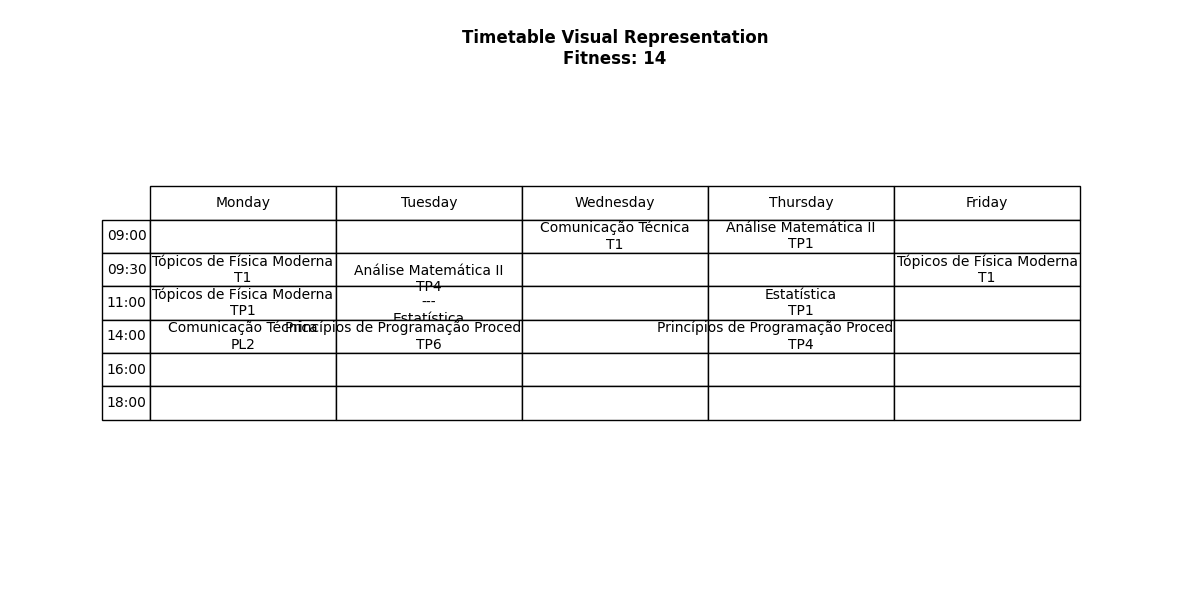 Timetable Visual Representation
Fitness: 14
Monday Tuesday Wednesday Thursday Friday
09:00
Comunicação Técnica
T1
Análise Matemática II
TP1
09:30
Tópicos de Física Moderna
T1
Análise Matemática II
TP4
---
Estatística
Tópicos de Física Moderna
T1
11:00
Tópicos de Física Moderna
TP1
Estatística
TP1
14:00
Comunicação Técnica
PL2
Princípios de Programação Proced
TP6
Princípios de Programação Proced
TP4
16:00
18:00